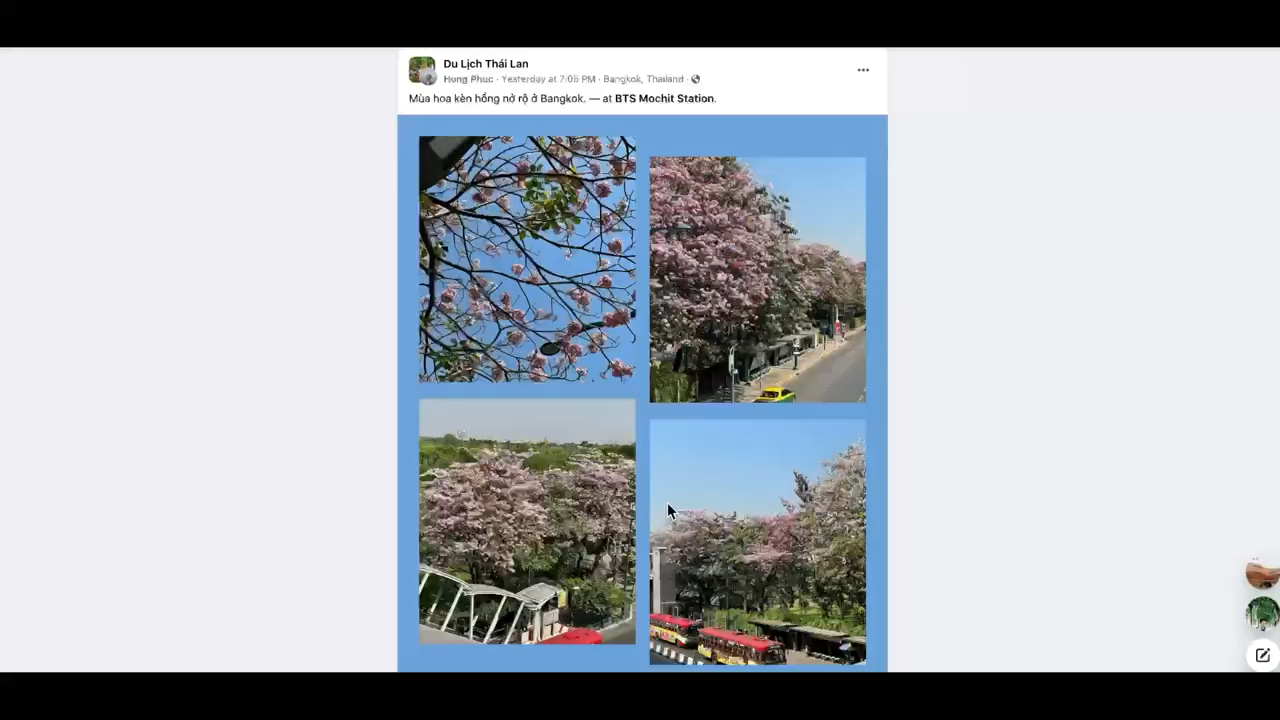 Du Lịch Thái Lan
Hong Phuc · Yesterday at 7:05 PM · Bangkok, Thailand ·
Mùa hoa kèn hồng nở rộ ở Bangkok. — at BTS Mochit Station.